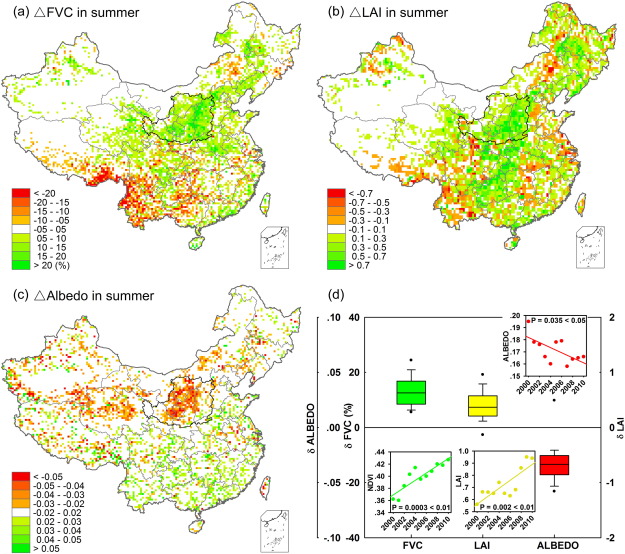 (a) △FVC in summer
< -20
-20 - -15
-15 - -10
-10 - -05
-05 - 05
05 - 10
10 - 15
15 - 20
> 20 (%)
(b) △LAI in summer
< -0.7
-0.7 - -0.5
-0.5 - -0.3
-0.3 - -0.1
-0.1 - 0.1
0.1 - 0.3
0.3 - 0.5
0.5 - 0.7
> 0.7
(c) △Albedo in summer
< -0.05
-0.05 - -0.04
-0.04 - -0.03
-0.03 - -0.02
-0.02 - 0.02
0.02 - 0.03
0.03 - 0.04
0.04 - 0.05
> 0.05
(d)
δ ALBEDO
.10
.05
.00
-.05
-.10
δ FVC (%)
40
20
0
-20
-40
δ LAI
2
1
0
-1
-2
FVC LAI ALBEDO
P = 0.035 < 0.05
ALBEDO
.20
.19
.18
.17
.16
.15
2000 2002 2004 2006 2008 2010
NDVI
.44
.42
.40
.38
.36
.34
P = 0.0003 < 0.01
2000 2002 2004 2006 2008 2010
LAI
1.0
.9
.8
.7
.6
.5
P = 0.002 < 0.01
2000 2002 2004 2006 2008 2010